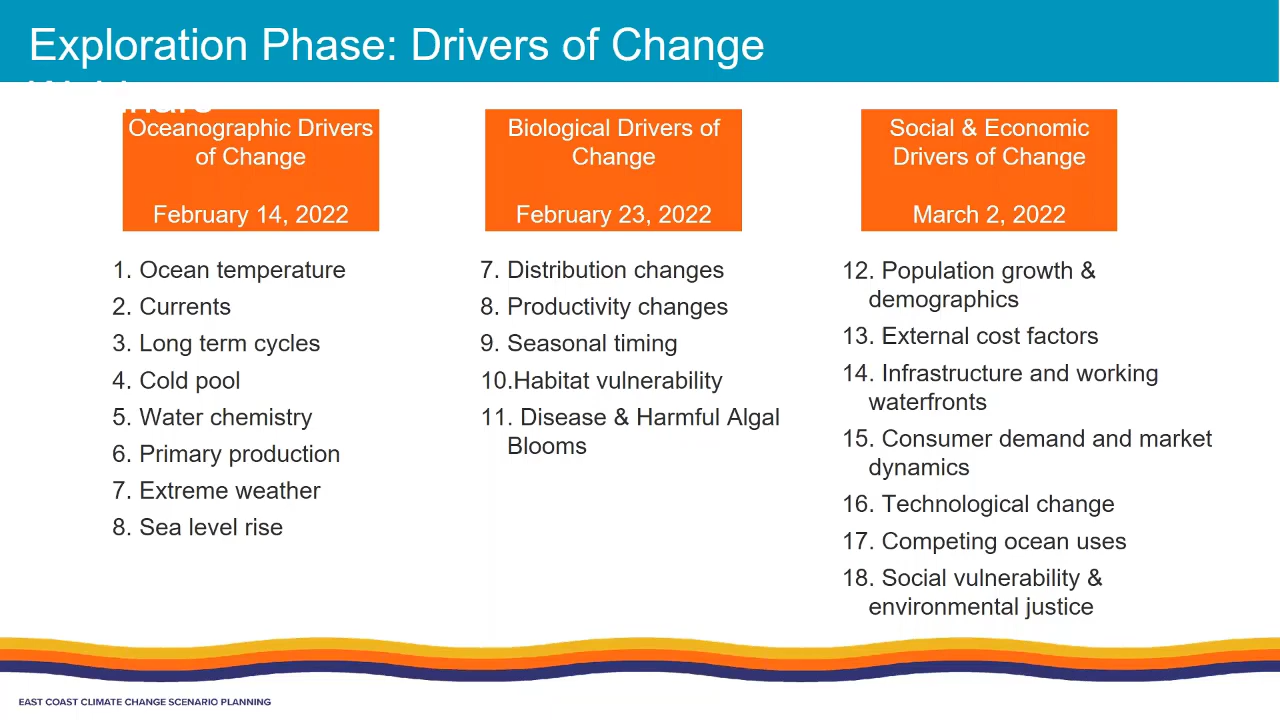 Exploration Phase: Drivers of Change
Oceanographic Drivers
of Change
February 14, 2022
1. Ocean temperature
2. Currents
3. Long term cycles
4. Cold pool
5. Water chemistry
6. Primary production
7. Extreme weather
8. Sea level rise
Biological Drivers of
Change
February 23, 2022
7. Distribution changes
8. Productivity changes
9. Seasonal timing
10.Habitat vulnerability
11. Disease & Harmful Algal
Blooms
Social & Economic
Drivers of Change
March 2, 2022
12. Population growth &
demographics
13. External cost factors
14. Infrastructure and working
waterfronts
15. Consumer demand and market
dynamics
16. Technological change
17. Competing ocean uses
18. Social vulnerability &
environmental justice
EAST COAST CLIMATE CHANGE SCENARIO PLANNING